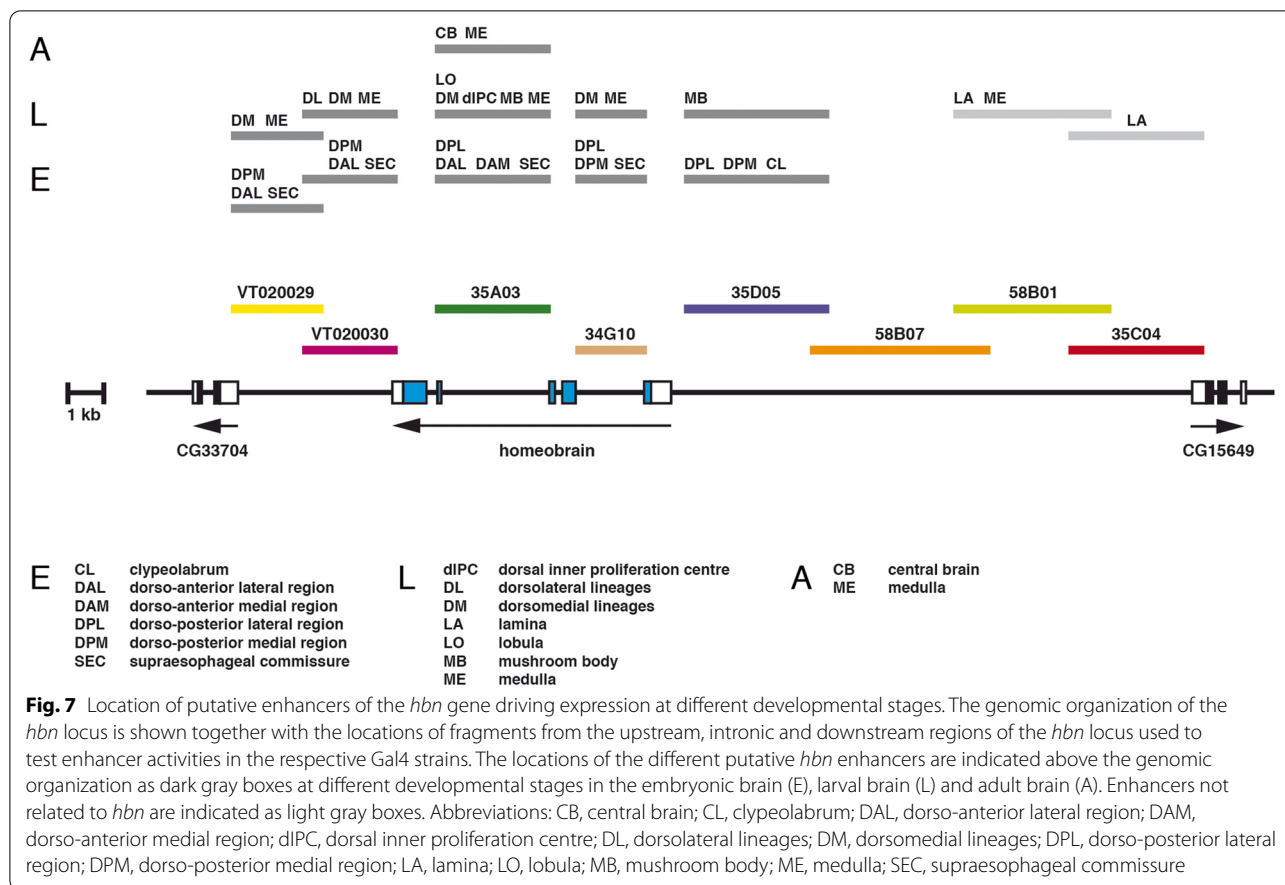 A
CB ME
LO
DL DM ME
DM dIPC MB ME
DM ME
MB
LA ME
L
DM ME
LA
DPM
DPL
DPL
DAL SEC
DAL DAM SEC
DPM SEC
DPL DPM CL
E
DPM
DAL SEC
VT020029
35A03
35D05
58B01
VT020030
34G10
58B07
35C04
1 kb
CG33704
homeobrain
CG15649
E
CL clypeolabrum
DAL dorso-anterior lateral region
DAM dorso-anterior medial region
DPL dorso-posterior lateral region
DPM dorso-posterior medial region
SEC supraesophageal commissure
L
dIPC dorsal inner proliferation centre
DL dorsolateral lineages
DM dorsomedial lineages
LA lamina
LO lobula
MB mushroom body
ME medulla
A
CB central brain
ME medulla
Fig. 7 Location of putative enhancers of the hbn gene driving expression at different developmental stages. The genomic organization of the
hbn locus is shown together with the locations of fragments from the upstream, intronic and downstream regions of the hbn locus used to
test enhancer activities in the respective Gal4 strains. The locations of the different putative hbn enhancers are indicated above the genomic
organization as dark gray boxes at different developmental stages in the embryonic brain (E), larval brain (L) and adult brain (A). Enhancers not
related to hbn are indicated as light gray boxes. Abbreviations: CB, central brain; CL, clypeolabrum; DAL, dorso-anterior lateral region; DAM,
dorso-anterior medial region; dIPC, dorsal inner proliferation centre; DL, dorsolateral lineages; DM, dorsomedial lineages; DPL, dorso-posterior lateral
region; DPM, dorso-posterior medial region; LA, lamina; LO, lobula; MB, mushroom body; ME, medulla; SEC, supraesophageal commissure